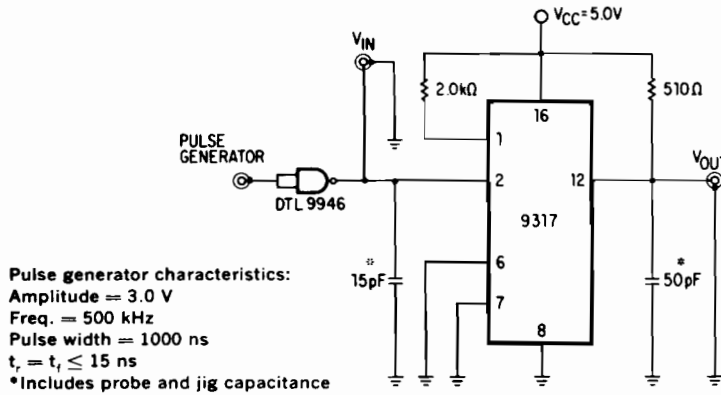 VCC = 5.0V
VIN
2.0kΩ
510Ω
16
1
PULSE
GENERATOR
VOUT
2
12
DTL 9946
9317
*
15pF
*
50pF
6
7
8
Pulse generator characteristics:
Amplitude = 3.0 V
Freq. = 500 kHz
Pulse width = 1000 ns
tr = tf ≤ 15 ns
*Includes probe and jig capacitance